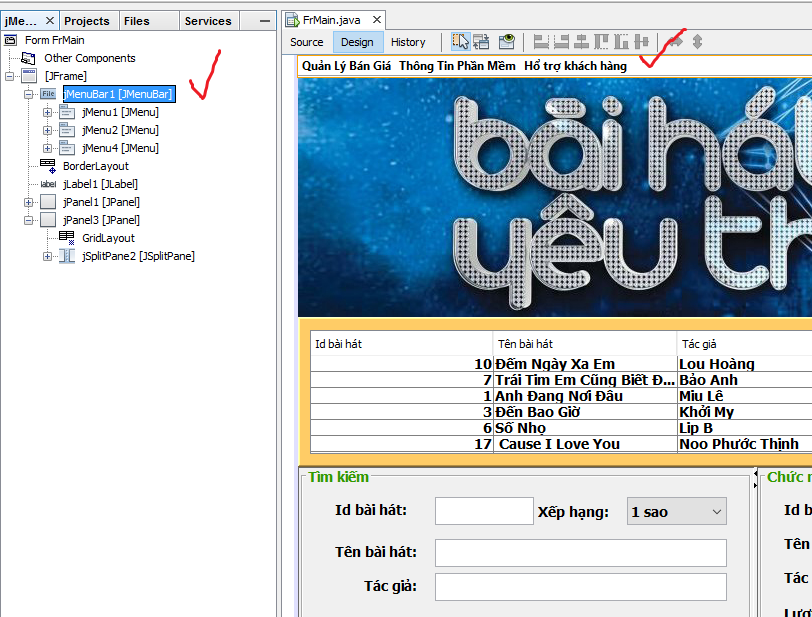 jMe... Projects Files Services
Form FrMain
Other Components
[JFrame]
File jMenuBar1 [JMenuBar]
jMenu1 [JMenu]
jMenu2 [JMenu]
jMenu4 [JMenu]
BorderLayout
label jLabel1 [JLabel]
jPanel1 [JPanel]
jPanel3 [JPanel]
GridLayout
jSplitPane2 [JSplitPane]
FrMain.java
Source Design History
Quản Lý Bán Giá Thông Tin Phần Mềm Hổ trợ khách hàng
bài hát
yêu th
Id bài hát Tên bài hát Tác giả
10 Đếm Ngày Xa Em Lou Hoàng
7 Trái Tim Em Cũng Biết Đ... Bảo Anh
1 Anh Đang Nơi Đâu Miu Lê
3 Đến Bao Giờ Khởi My
6 Số Nhọ Lip B
17 Cause I Love You Noo Phước Thịnh
Tìm kiếm
Id bài hát: Xếp hạng: 1 sao
Tên bài hát:
Tác giả:
Chức n
Id b
Tên
Tác
Lượ